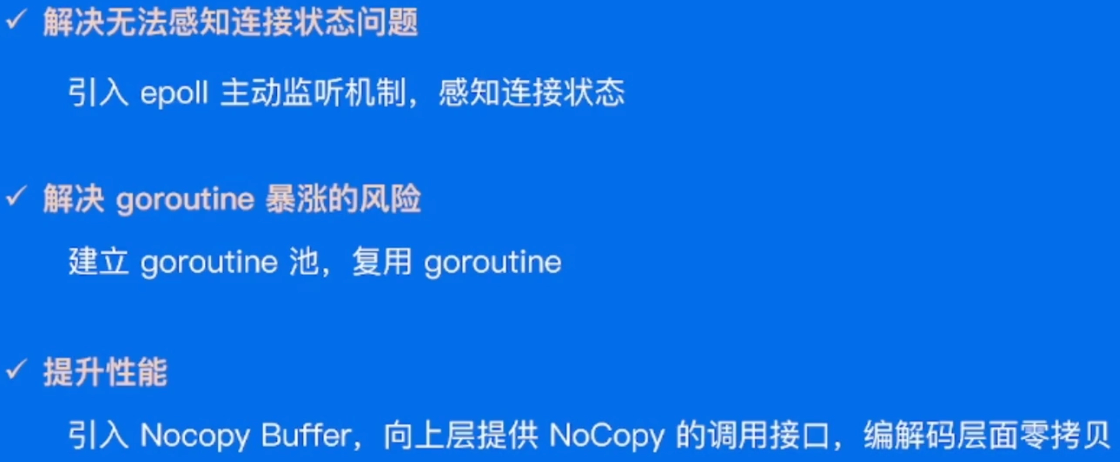 ✓ 解决无法感知连接状态问题
引入 epoll 主动监听机制，感知连接状态
✓ 解决 goroutine 暴涨的风险
建立 goroutine 池，复用 goroutine
✓ 提升性能
引入 Nocopy Buffer，向上层提供 NoCopy 的调用接口，编解码层面零拷贝